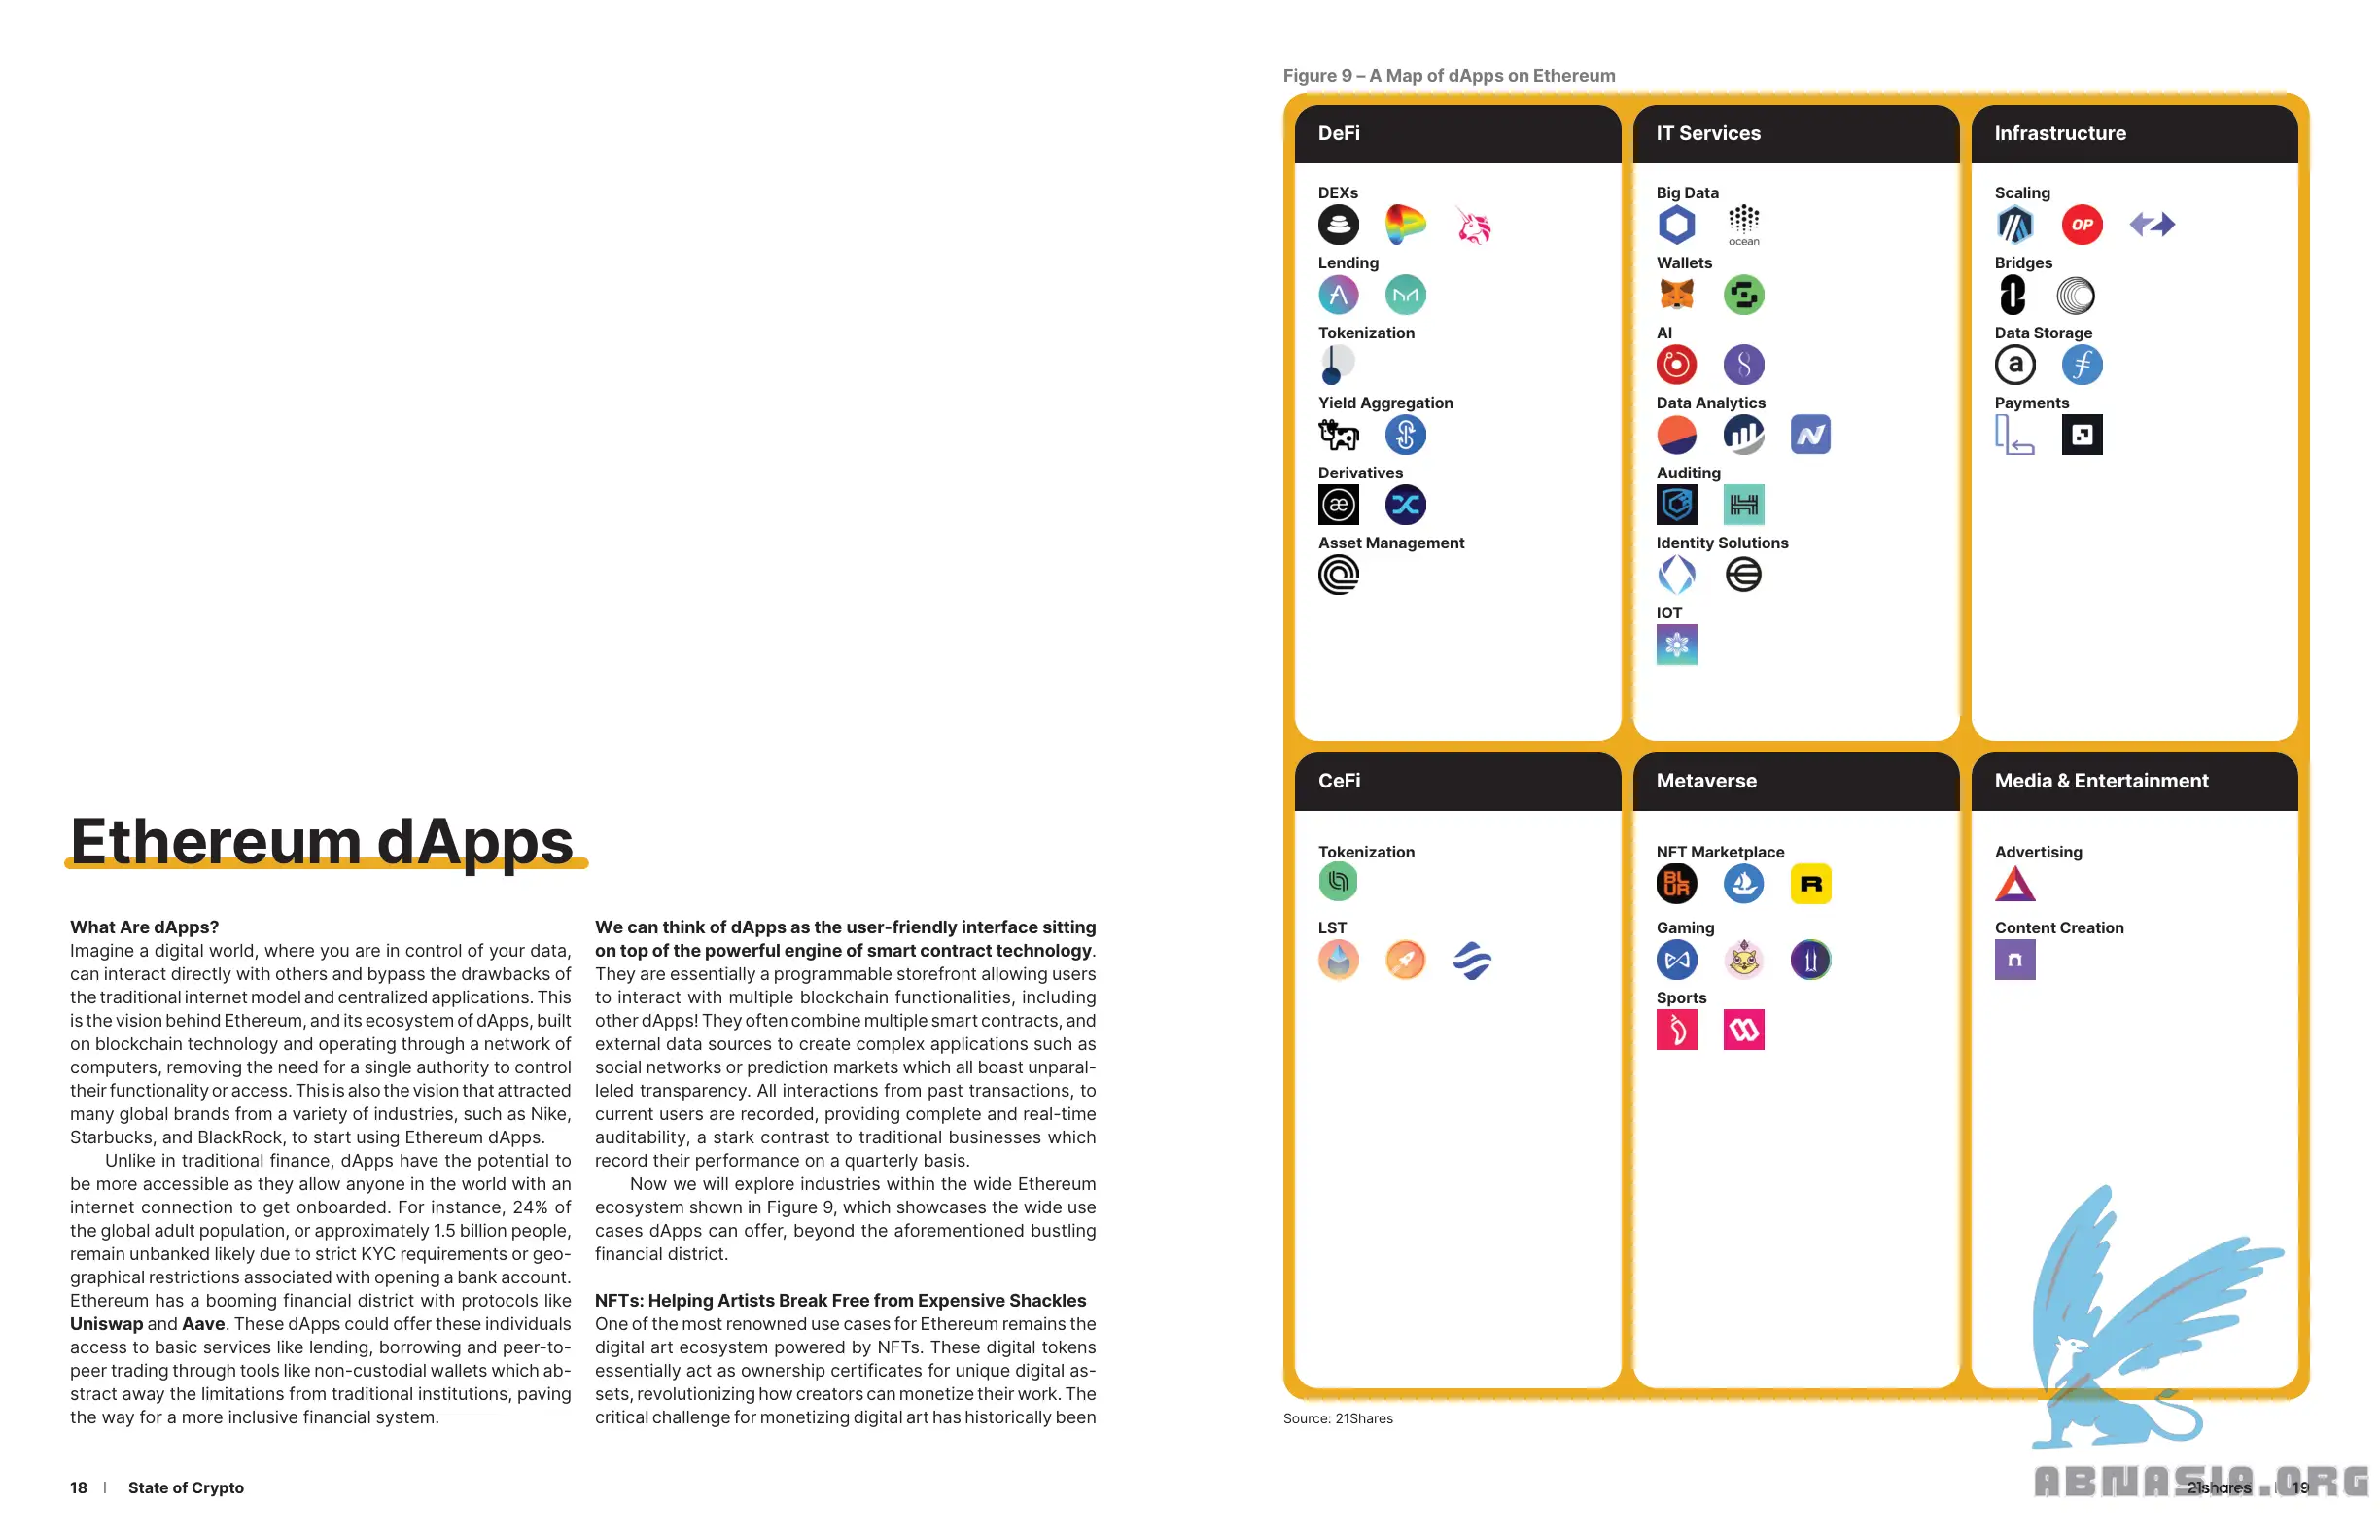 Ethereum dApps
What Are dApps?
Imagine a digital world, where you are in control of your data,
can interact directly with others and bypass the drawbacks of
the traditional internet model and centralized applications. This
is the vision behind Ethereum, and its ecosystem of dApps, built
on blockchain technology and operating through a network of
computers, removing the need for a single authority to control
their functionality or access. This is also the vision that attracted
many global brands from a variety of industries, such as Nike,
Starbucks, and BlackRock, to start using Ethereum dApps.
Unlike in traditional finance, dApps have the potential to
be more accessible as they allow anyone in the world with an
internet connection to get onboarded. For instance, 24% of
the global adult population, or approximately 1.5 billion people,
remain unbanked likely due to strict KYC requirements or geo-
graphical restrictions associated with opening a bank account.
Ethereum has a booming financial district with protocols like
Uniswap and Aave. These dApps could offer these individuals
access to basic services like lending, borrowing and peer-to-
peer trading through tools like non-custodial wallets which ab-
stract away the limitations from traditional institutions, paving
the way for a more inclusive financial system.
We can think of dApps as the user-friendly interface sitting
on top of the powerful engine of smart contract technology.
They are essentially a programmable storefront allowing users
to interact with multiple blockchain functionalities, including
other dApps! They often combine multiple smart contracts, and
external data sources to create complex applications such as
social networks or prediction markets which all boast unparal-
leled transparency. All interactions from past transactions, to
current users are recorded, providing complete and real-time
auditability, a stark contrast to traditional businesses which
record their performance on a quarterly basis.
Now we will explore industries within the wide Ethereum
ecosystem shown in Figure 9, which showcases the wide use
cases dApps can offer, beyond the aforementioned bustling
financial district.
NFTs: Helping Artists Break Free from Expensive Shackles
One of the most renowned use cases for Ethereum remains the
digital art ecosystem powered by NFTs. These digital tokens
essentially act as ownership certificates for unique digital as-
sets, revolutionizing how creators can monetize their work. The
critical challenge for monetizing digital art has historically been
18 | State of Crypto
Figure 9 – A Map of dApps on Ethereum
DeFi
DEXs
Lending
Tokenization
Yield Aggregation
Derivatives
æ
Asset Management
IT Services
Big Data
ocean
Wallets
AI
Data Analytics
N
Auditing
Identity Solutions
IOT
Infrastructure
Scaling
OP
Bridges
Data Storage
a
Payments
CeFi
Tokenization
LST
Metaverse
NFT Marketplace
BLUR
R
Gaming
Sports
Media & Entertainment
Advertising
Content Creation
Source: 21Shares
21shares | 19
ABNASIA.ORG